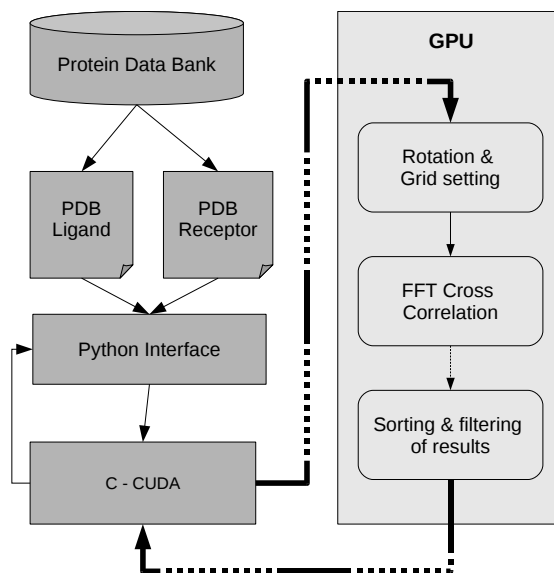 Protein Data Bank
PDB
Ligand
PDB
Receptor
Python Interface
C - CUDA
GPU
Rotation &
Grid setting
FFT Cross
Correlation
Sorting & filtering
of results